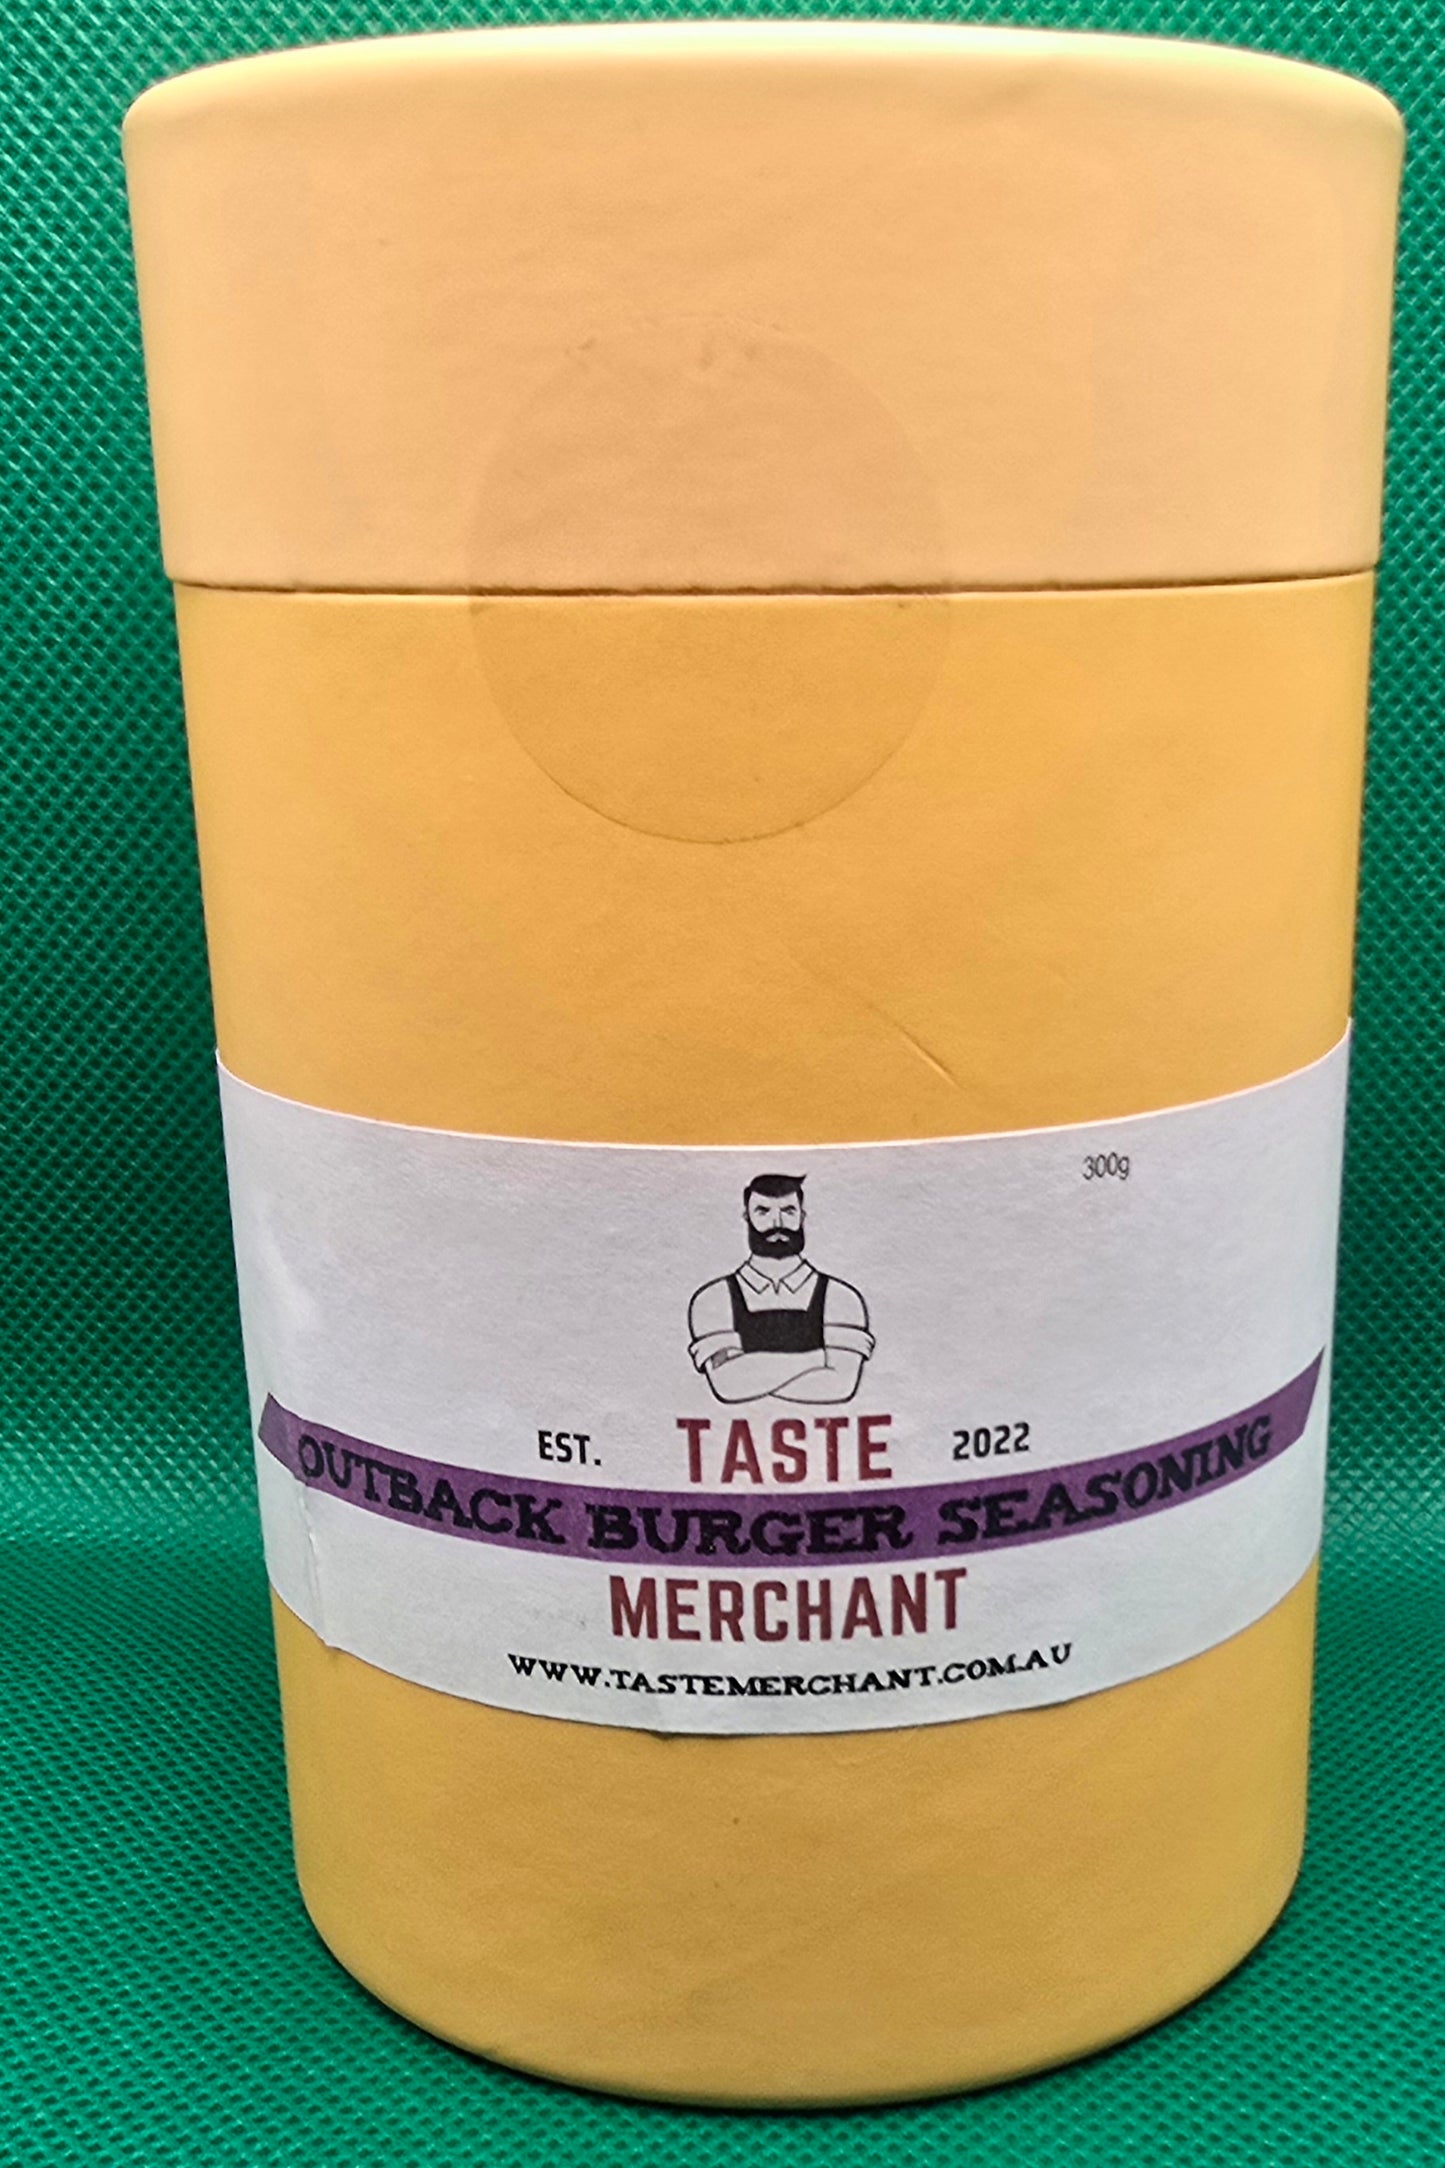 300g
EST. TASTE 2022
OUTBACK BURGER SEASONING
MERCHANT
WWW.TASTEMERCHANT.COM.AU